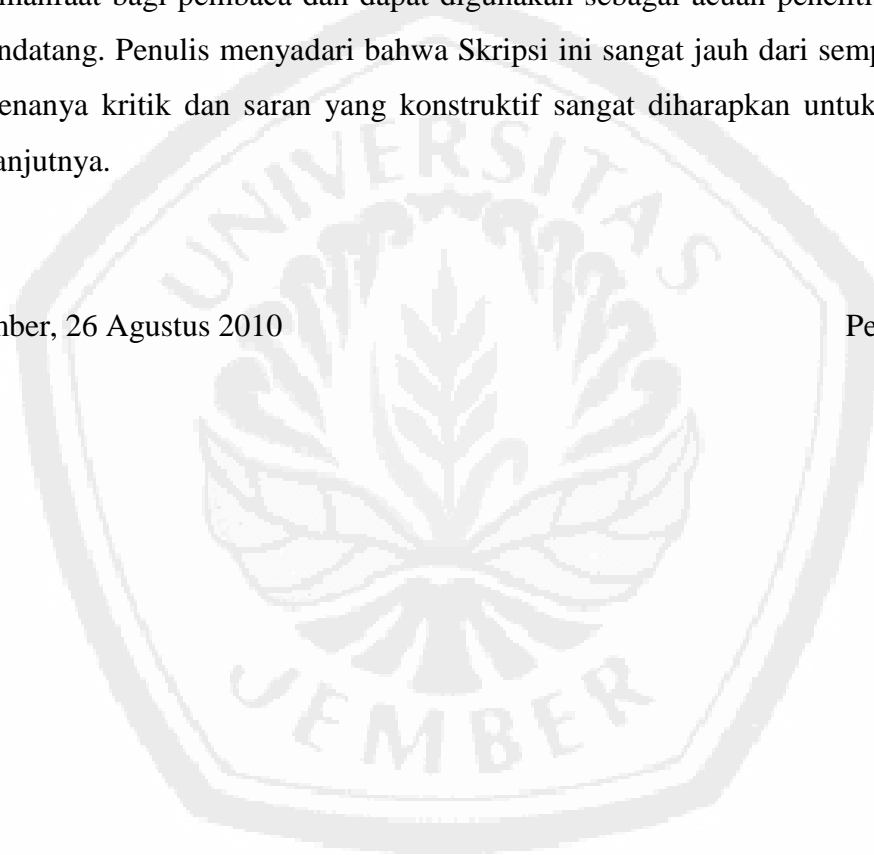 manfaat bagi pembaca dan dapat digunakan sebagai acuan
ndatang. Penulis menyadari bahwa Skripsi ini sangat jauh dari semp
enanya kritik dan saran yang konstruktif sangat diharapkan untuk
anjutnya.
mber, 26 Agustus 2010 Pe
UNIVERSITAS
JEMBER